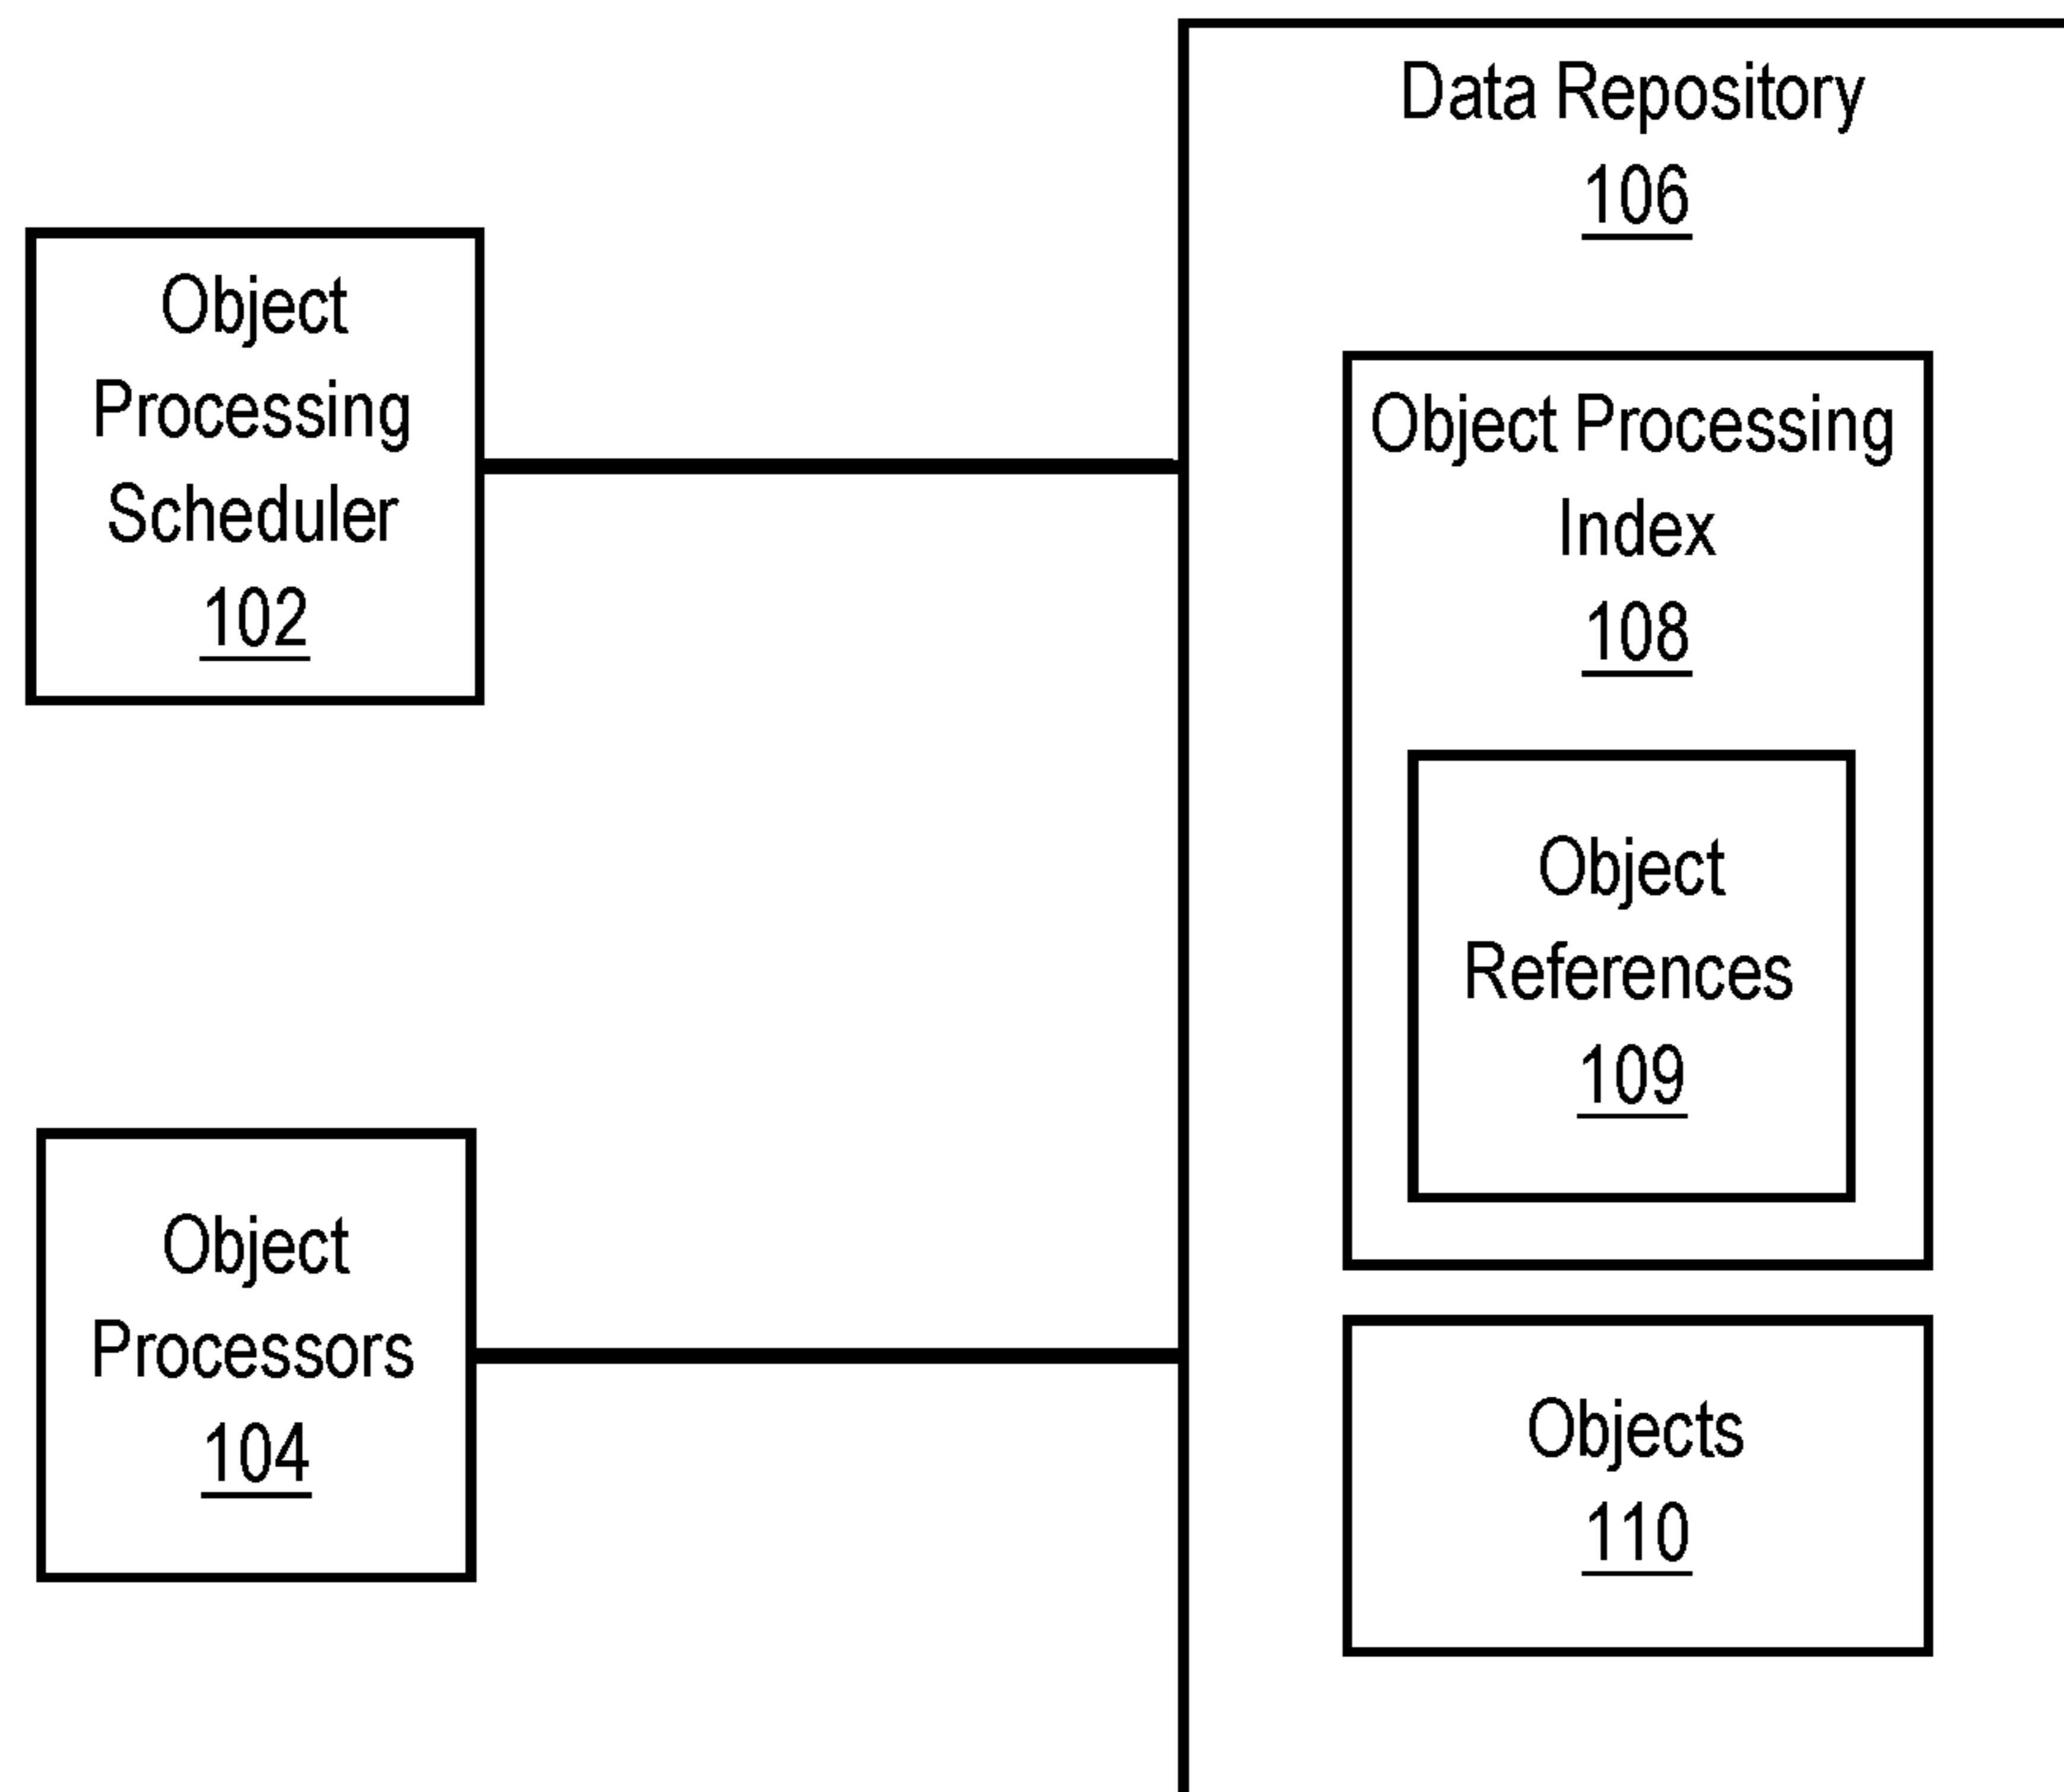 Data Repository
106
Object
Processing
Scheduler
102
Object Processing
Index
108
Object
References
109
Object
Processors
104
Objects
110